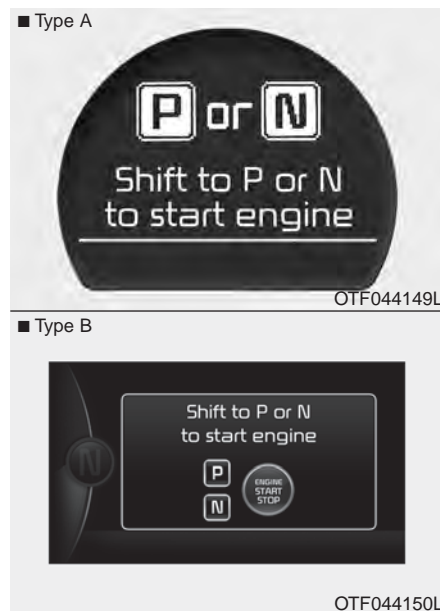 ■ Type A
P or N
Shift to P or N
to start engine
OTF044149L
■ Type B
Shift to P or N
to start engine
N
P
ENGINE
START
STOP
N
OTF044150L